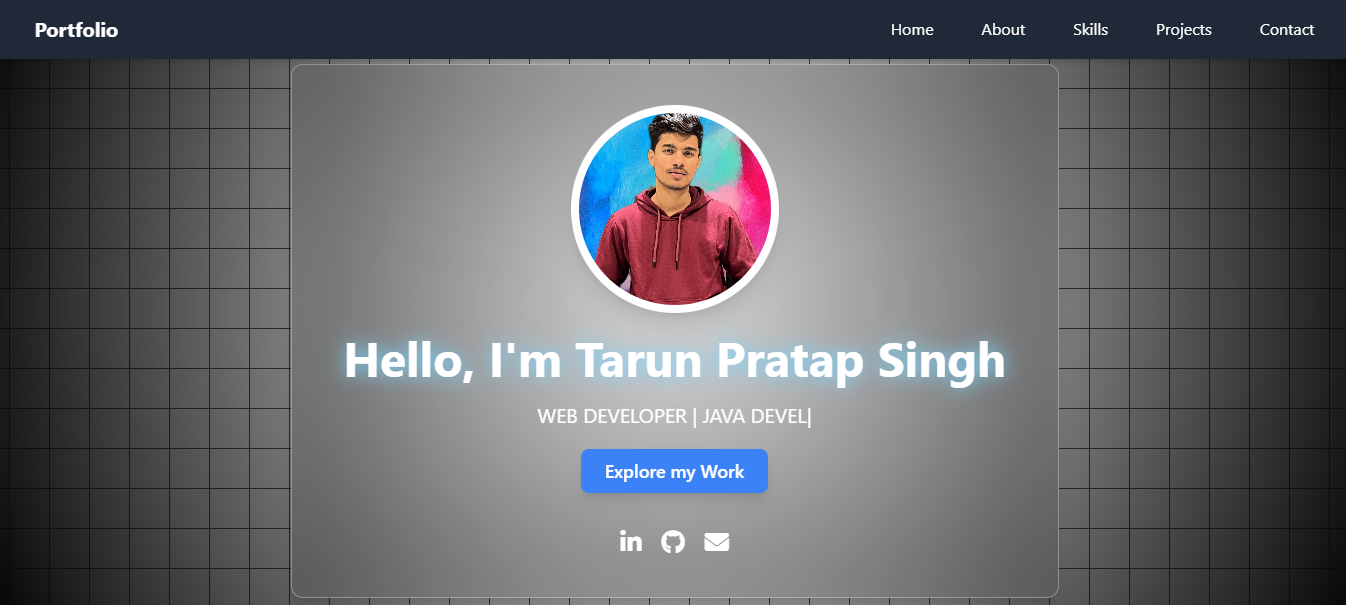 Portfolio
Home About Skills Projects Contact
Hello, I'm Tarun Pratap Singh
WEB DEVELOPER | JAVA DEVEL|
Explore my Work